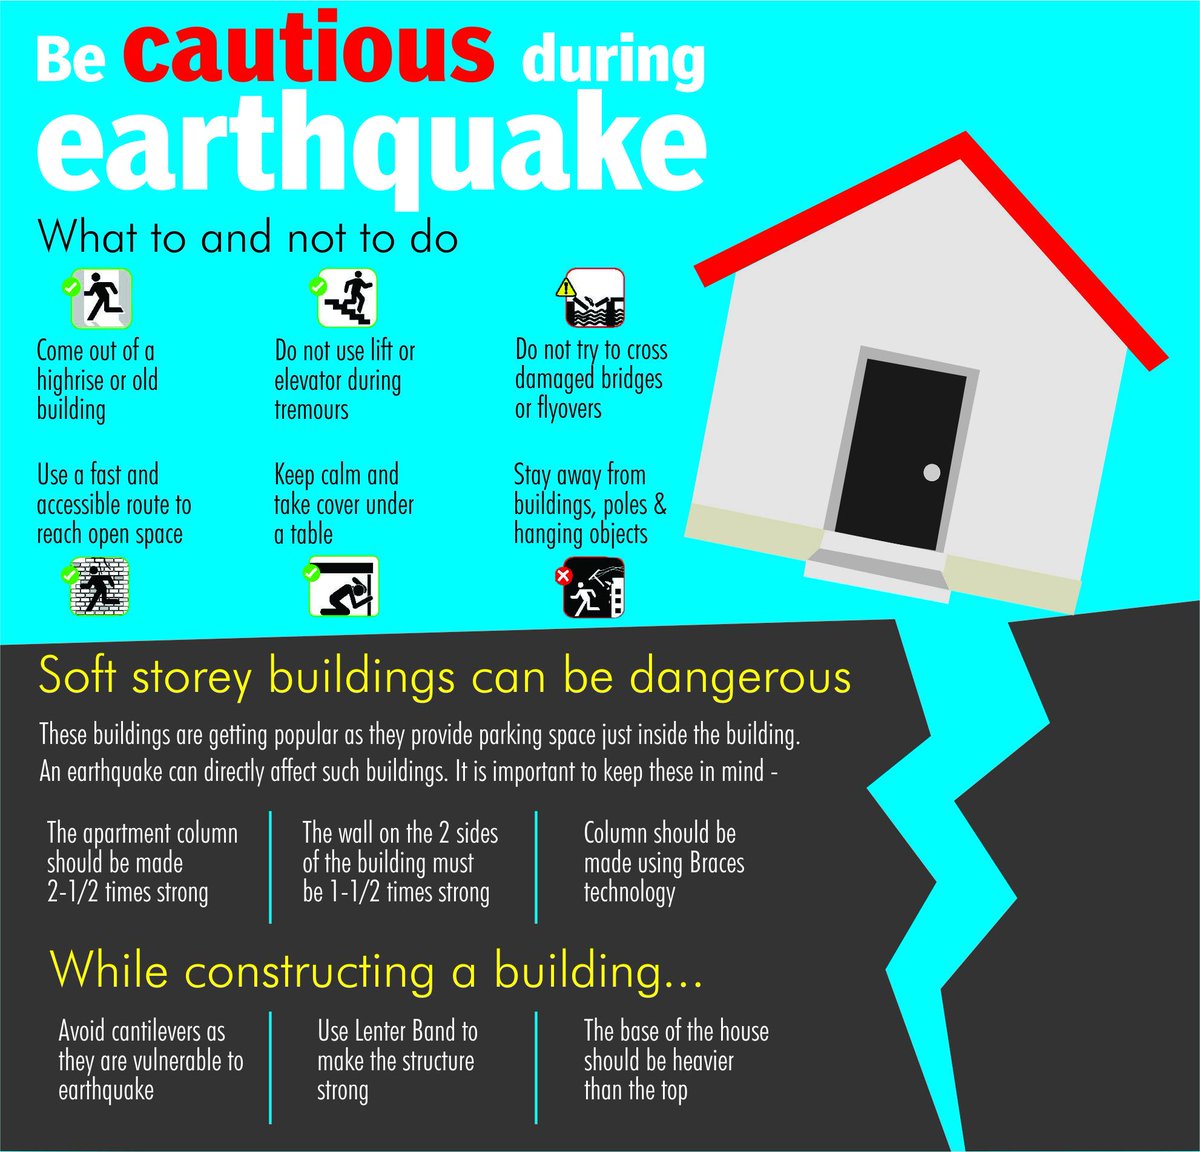 Be cautious during
earthquake
What to and not to do
Come out of a
highrise or old
building
Do not use lift or
elevator during
tremours
Do not try to cross
damaged bridges
or flyovers
Use a fast and
accessible route to
reach open space
Keep calm and
take cover under
a table
Stay away from
buildings, poles &
hanging objects
Soft storey buildings can be dangerous
These buildings are getting popular as they provide parking space just inside the building.
An earthquake can directly affect such buildings. It is important to keep these in mind -
The apartment column
should be made
2-1/2 times strong
The wall on the 2 sides
of the building must
be 1-1/2 times strong
Column should be
made using Braces
technology
While constructing a building...
Avoid cantilevers as
they are vulnerable to
earthquake
Use Lenter Band to
make the structure
strong
The base of the house
should be heavier
than the top